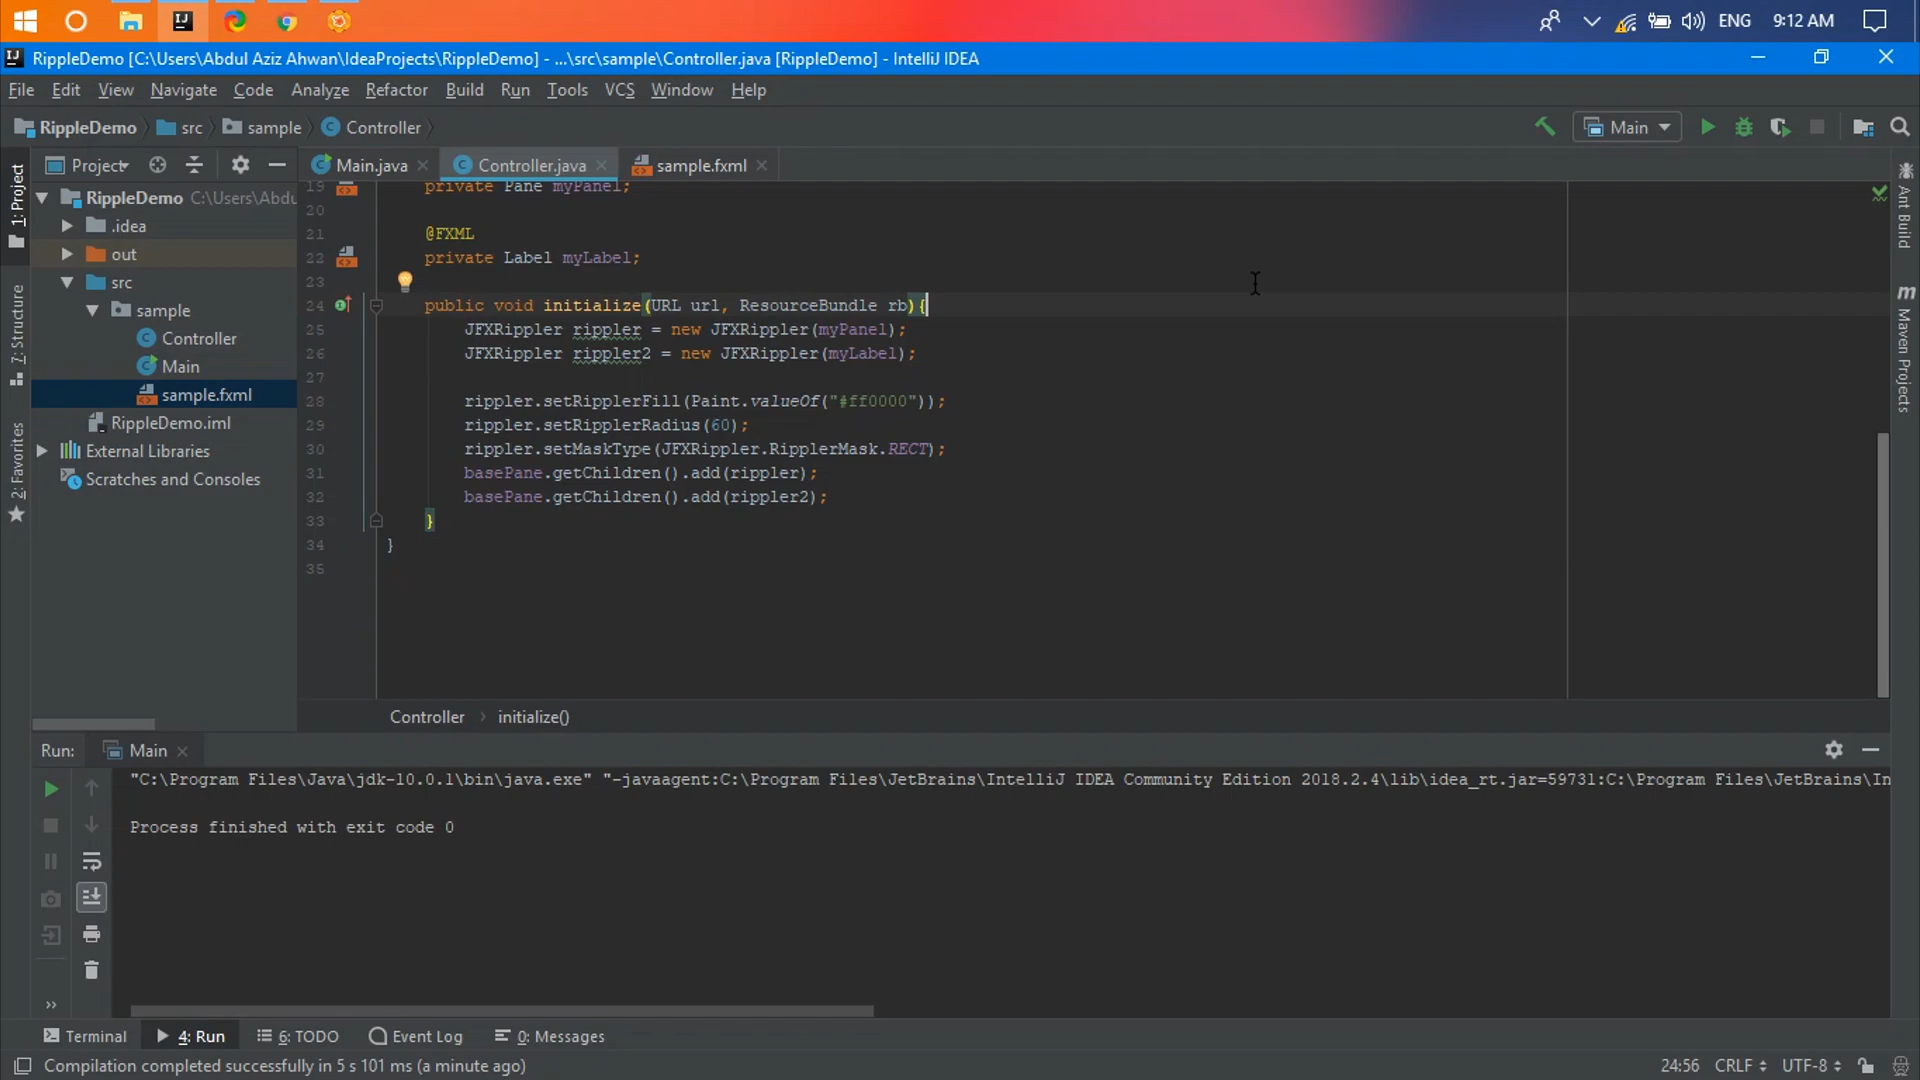 ENG
9:12 AM
RippleDemo [C:\Users\Abdul Aziz Ahwan\IdeaProjects\RippleDemo] - ...\src\sample\Controller.java [RippleDemo] - IntelliJ IDEA
File Edit View Navigate Code Analyze Refactor Build Run Tools VCS Window Help
RippleDemo src sample Controller
Main
1: Project
7: Structure
2: Favorites
Project
RippleDemo C:\Users\Abdu
.idea
out
src
sample
Controller
Main
sample.fxml
RippleDemo.iml
External Libraries
Scratches and Consoles
Main.java Controller.java sample.fxml
19 private Pane myPanel;
20
21 @FXML
22 private Label myLabel;
23
24 public void initialize(URL url, ResourceBundle rb){
25 JFXRippler rippler = new JFXRippler(myPanel);
26 JFXRippler rippler2 = new JFXRippler(myLabel);
27
28 rippler.setRipplerFill(Paint.valueOf("#ff0000"));
29 rippler.setRipplerRadius(60);
30 rippler.setMaskType(JFXRippler.RipplerMask.RECT);
31 basePane.getChildren().add(rippler);
32 basePane.getChildren().add(rippler2);
33 }
34 }
35
Controller › initialize()
Ant Build
m Maven Projects
Run: Main
"C:\Program Files\Java\jdk-10.0.1\bin\java.exe" "-javaagent:C:\Program Files\JetBrains\IntelliJ IDEA Community Edition 2018.2.4\lib\idea_rt.jar=59731:C:\Program Files\JetBrains\In
Process finished with exit code 0
»
Terminal 4: Run 6: TODO Event Log 0: Messages
Compilation completed successfully in 5 s 101 ms (a minute ago)
24:56 CRLF UTF-8